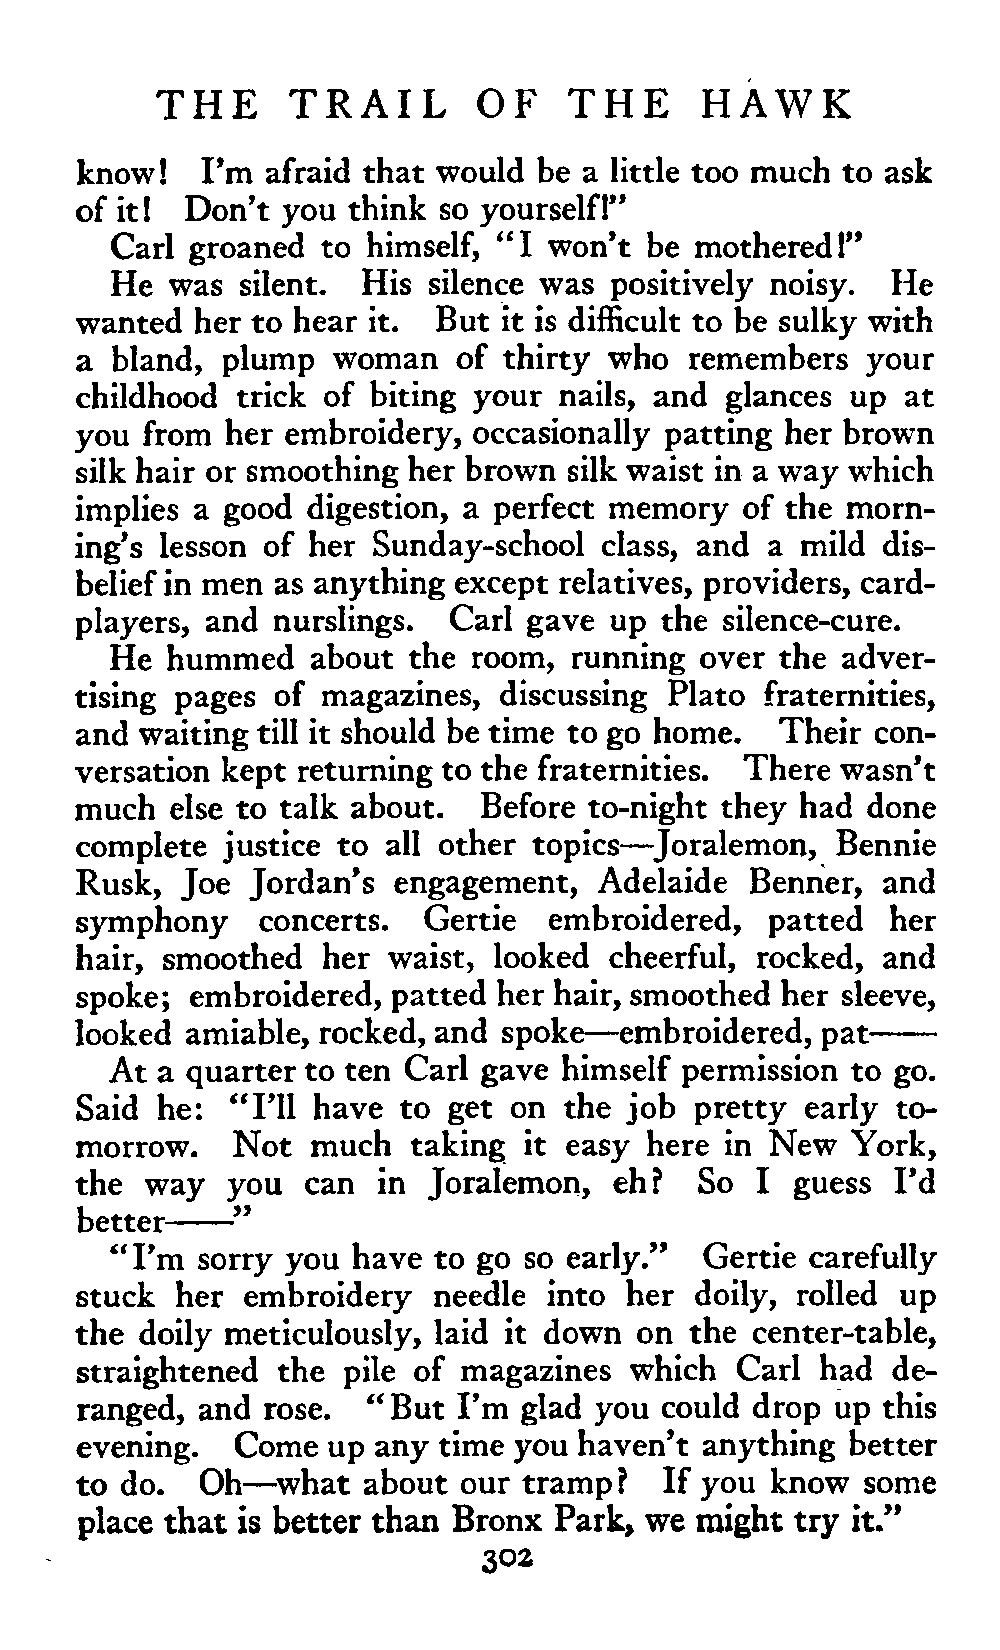 THE TRAIL OF THE HAWK
know! I'm afraid that would be a little too much to ask
of it! Don't you think so yourself!"
Carl groaned to himself, "I won't be mothered!"
He was silent. His silence was positively noisy. He
wanted her to hear it. But it is difficult to be sulky with
a bland, plump woman of thirty who remembers your
childhood trick of biting your nails, and glances up at
you from her embroidery, occasionally patting her brown
silk hair or smoothing her brown silk waist in a way which
implies a good digestion, a perfect memory of the morn-
ing's lesson of her Sunday-school class, and a mild dis-
belief in men as anything except relatives, providers, card-
players, and nurslings. Carl gave up the silence-cure.
He hummed about the room, running over the adver-
tising pages of magazines, discussing Plato fraternities,
and waiting till it should be time to go home. Their con-
versation kept returning to the fraternities. There wasn't
much else to talk about. Before to-night they had done
complete justice to all other topics—Joralemon, Bennie
Rusk, Joe Jordan's engagement, Adelaide Benner, and
symphony concerts. Gertie embroidered, patted her
hair, smoothed her waist, looked cheerful, rocked, and
spoke; embroidered, patted her hair, smoothed her sleeve,
looked amiable, rocked, and spoke—embroidered, pat——
At a quarter to ten Carl gave himself permission to go.
Said he: "I'll have to get on the job pretty early to-
morrow. Not much taking it easy here in New York,
the way you can in Joralemon, eh? So I guess I'd
better——"
"I'm sorry you have to go so early." Gertie carefully
stuck her embroidery needle into her doily, rolled up
the doily meticulously, laid it down on the center-table,
straightened the pile of magazines which Carl had de-
ranged, and rose. "But I'm glad you could drop up this
evening. Come up any time you haven't anything better
to do. Oh—what about our tramp? If you know some
place that is better than Bronx Park, we might try it."
302